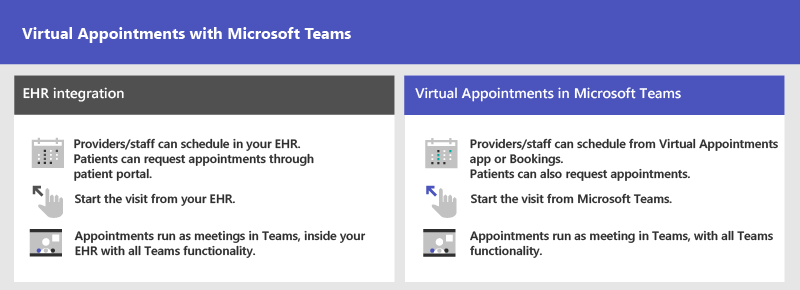 Virtual Appointments with Microsoft Teams
EHR integration
Providers/staff can schedule in your EHR.
Patients can request appointments through
patient portal.
Start the visit from your EHR.
Appointments run as meetings in Teams, inside your
EHR with all Teams functionality.
Virtual Appointments in Microsoft Teams
Providers/staff can schedule from Virtual Appointments
app or Bookings.
Patients can also request appointments.
Start the visit from Microsoft Teams.
Appointments run as meeting in Teams, with all Teams
functionality.